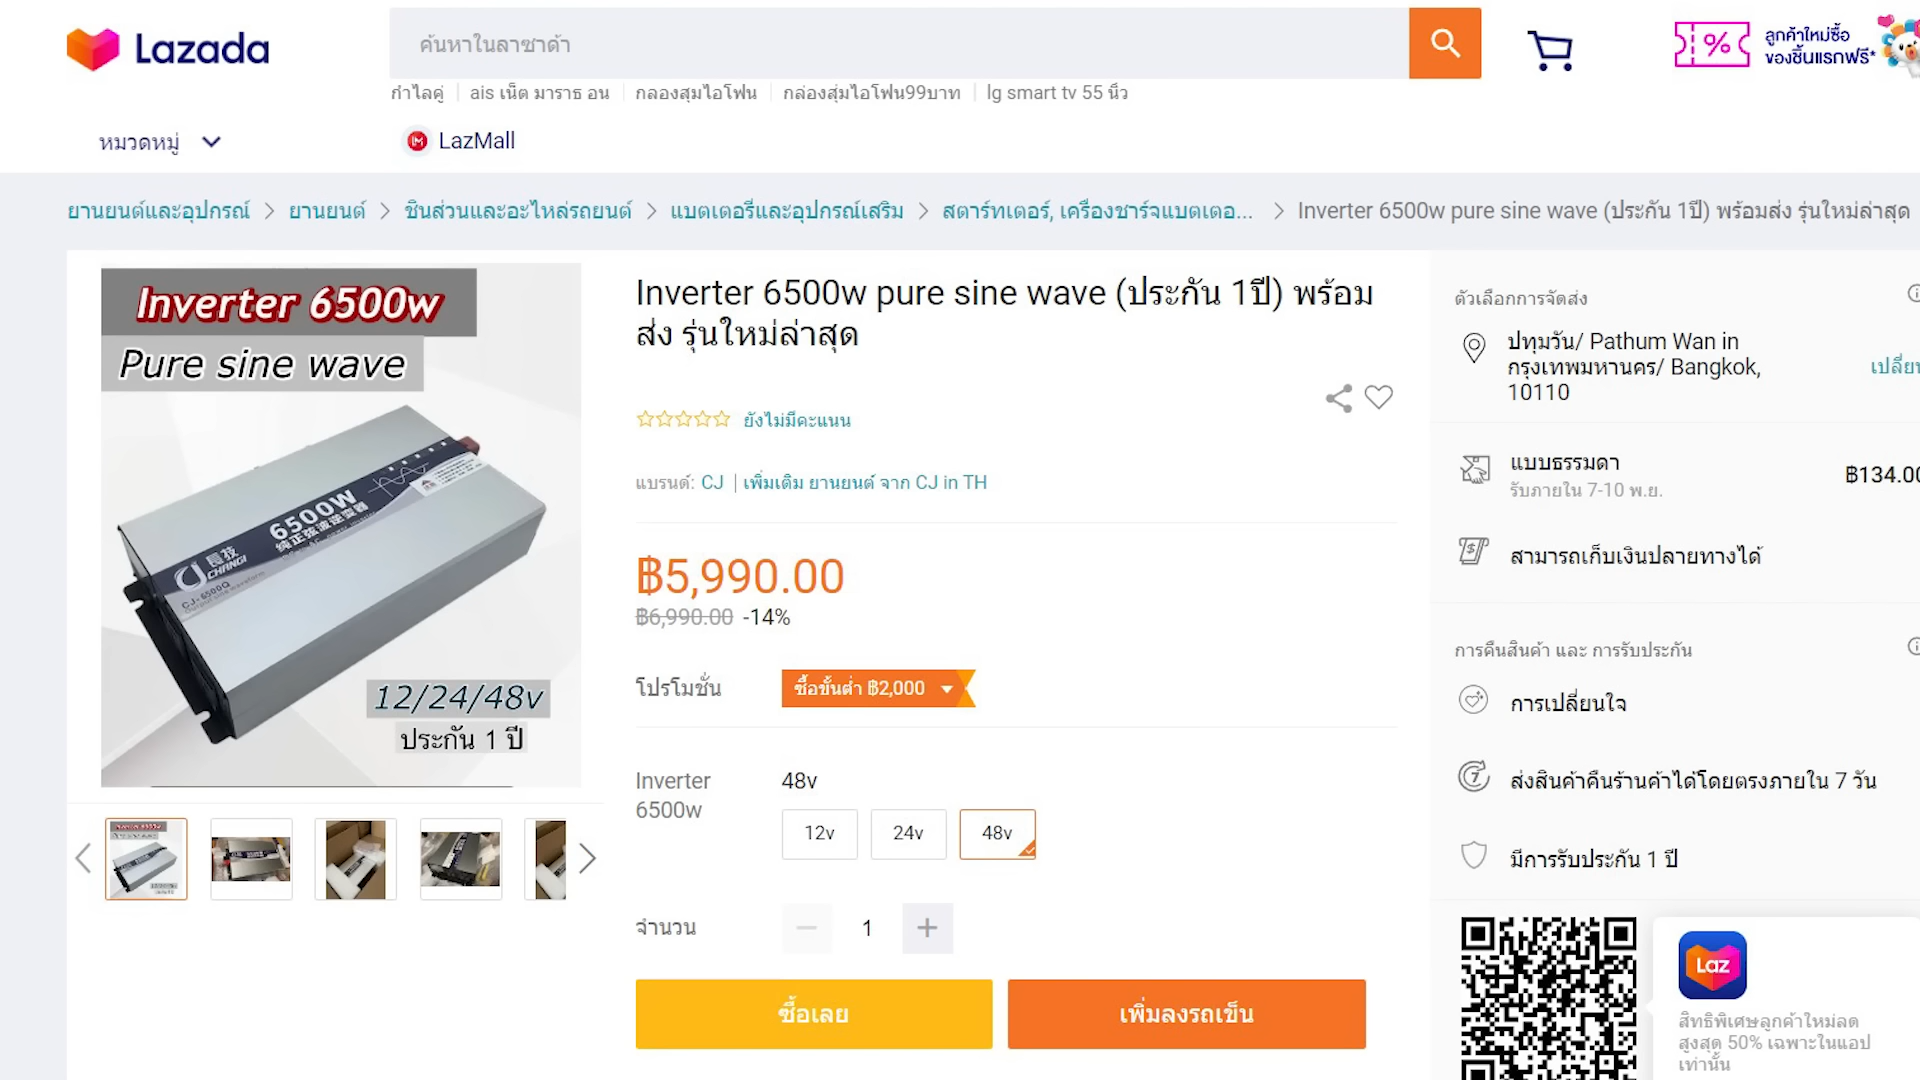 Lazada
ค้นหาในลาซาด้า
กำไลคู่
ais เน็ต มาราธ อน
กลองสุ่มไอโฟน
กล่องสุ่มไอโฟน99บาท
lg smart tv 55 นิ้ว
ลูกค้าใหม่ซื้อ
ของชิ้นแรกฟรี*
หมวดหมู่
LazMall
ยานยนต์และอุปกรณ์
ยานยนต์
ชิ้นส่วนและอะไหล่รถยนต์
แบตเตอรี่และอุปกรณ์เสริม
สตาร์ทเตอร์, เครื่องชาร์จแบตเตอ...
Inverter 6500w pure sine wave (ประกัน 1ปี) พร้อมส่ง รุ่นใหม่ล่าสุด
Inverter 6500w
Pure sine wave
6500W
纯正弦波逆变器
CJ 長技
CHANGI
CJ-6500Q
Output sine waveform
12/24/48v
ประกัน 1 ปี
Inverter 6500w pure sine wave (ประกัน 1ปี) พร้อม
ส่ง รุ่นใหม่ล่าสุด
ยังไม่มีคะแนน
แบรนด์: CJ | เพิ่มเติม ยานยนต์ จาก CJ in TH
฿5,990.00
฿6,990.00 -14%
โปรโมชั่น
ซื้อขั้นต่ำ ฿2,000
Inverter
6500w
48v
12v
24v
48v
จำนวน
1
ซื้อเลย
เพิ่มลงรถเข็น
ตัวเลือกการจัดส่ง
ปทุมวัน/ Pathum Wan in
กรุงเทพมหานคร/ Bangkok,
10110
แบบธรรมดา
รับภายใน 7-10 พ.ย.
฿134.00
สามารถเก็บเงินปลายทางได้
การคืนสินค้า และ การรับประกัน
การเปลี่ยนใจ
7
ส่งสินค้าคืนร้านค้าได้โดยตรงภายใน 7 วัน
มีการรับประกัน 1 ปี
Laz
สิทธิพิเศษลูกค้าใหม่ลด
สูงสุด 50% เฉพาะในแอป
เท่านั้น